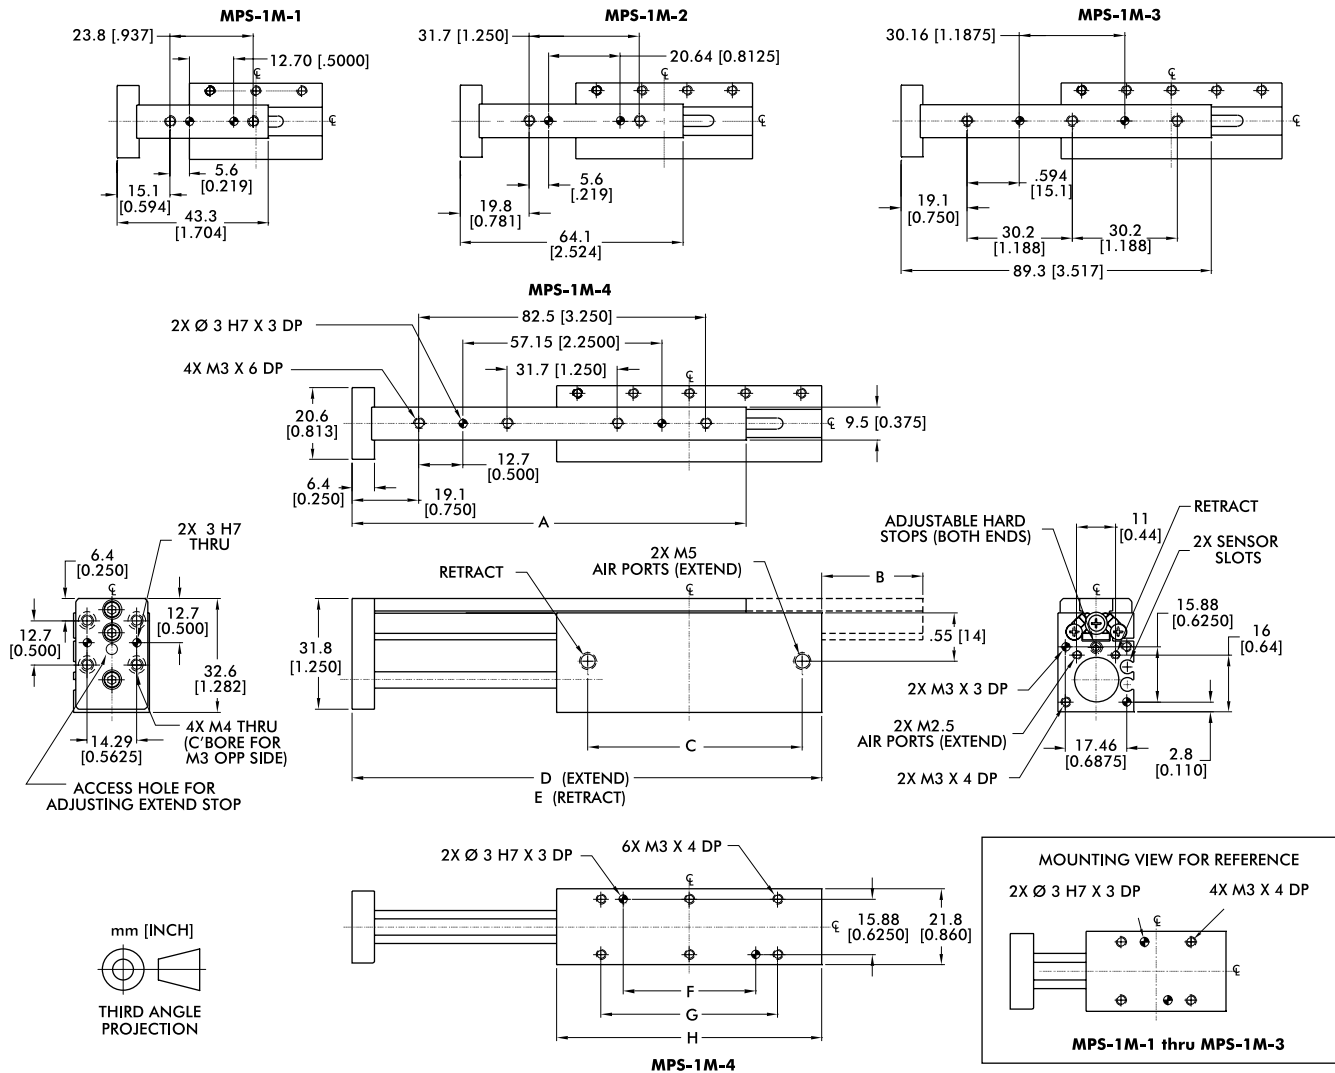 MPS-1M-1
23.8 [.937]
12.70 [.5000]
℄
℄
5.6
[0.219]
15.1
[0.594]
43.3
[1.704]
MPS-1M-2
31.7 [1.250]
20.64 [0.8125]
℄
℄
5.6
[.219]
19.8
[0.781]
64.1
[2.524]
MPS-1M-3
30.16 [1.1875]
℄
℄
.594
[15.1]
19.1
[0.750]
30.2
[1.188]
30.2
[1.188]
89.3 [3.517]
MPS-1M-4
2X Ø 3 H7 X 3 DP
82.5 [3.250]
57.15 [2.2500]
4X M3 X 6 DP
31.7 [1.250]
℄
20.6
[0.813]
℄
9.5 [0.375]
12.7
[0.500]
6.4
[0.250]
19.1
[0.750]
A
2X 3 H7
THRU
6.4
[0.250]
℄
12.7
[0.500]
12.7
[0.500]
32.6
[1.282]
4X M4 THRU
(C'BORE FOR
M3 OPP SIDE)
14.29
[0.5625]
ACCESS HOLE FOR
ADJUSTING EXTEND STOP
RETRACT
2X M5
AIR PORTS (EXTEND)
B
℄
31.8
[1.250]
.55 [14]
C
D (EXTEND)
E (RETRACT)
ADJUSTABLE HARD
STOPS (BOTH ENDS)
11
[0.44]
RETRACT
2X SENSOR
SLOTS
℄
15.88
[0.6250]
16
[0.64]
2X M3 X 3 DP
2X M2.5
AIR PORTS (EXTEND)
2X M3 X 4 DP
17.46
[0.6875]
2.8
[0.110]
2X Ø 3 H7 X 3 DP
6X M3 X 4 DP
℄
15.88
[0.6250]
℄
21.8
[0.860]
F
G
H
MPS-1M-4
mm [INCH]
THIRD ANGLE
PROJECTION
MOUNTING VIEW FOR REFERENCE
2X Ø 3 H7 X 3 DP
4X M3 X 4 DP
℄
℄
MPS-1M-1 thru MPS-1M-3